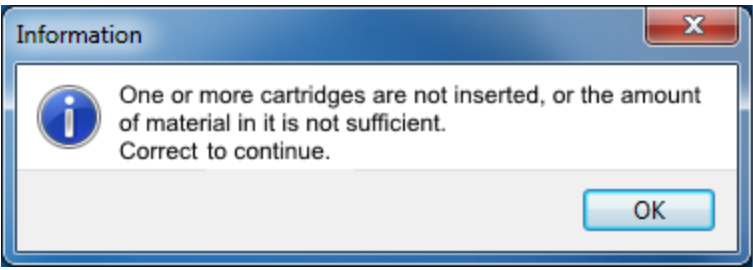 Information
One or more cartridges are not inserted, or the amount
of material in it is not sufficient.
Correct to continue.
OK